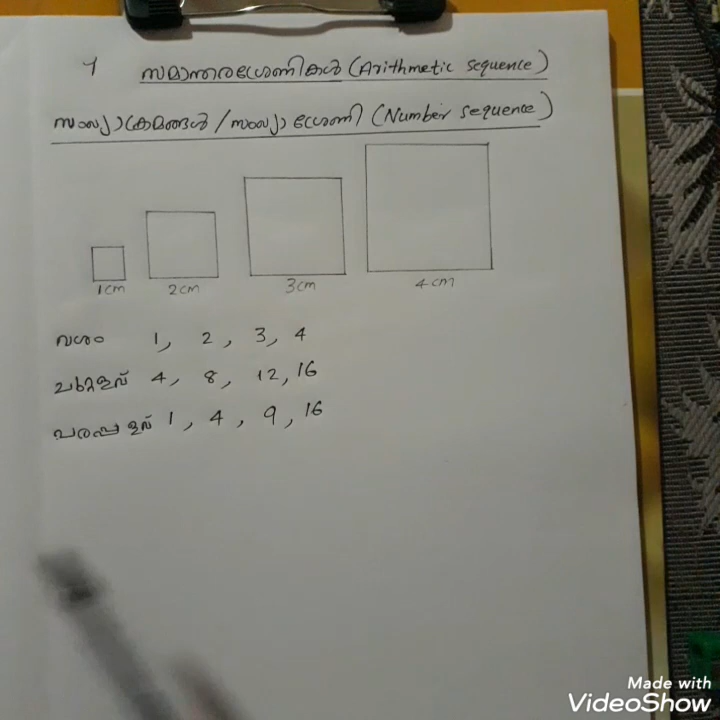 1 സമാന്തരശ്രേണികൾ (Arithmetic sequence)
സംഖ്യാക്രമങ്ങൾ / സംഖ്യാ ശ്രേണി (Number sequence)
1cm 2cm 3cm 4cm
വശം 1, 2, 3, 4
ചുറ്റളവ് 4, 8, 12, 16
പരപ്പളവ് 1, 4, 9, 16
Made with
VideoShow